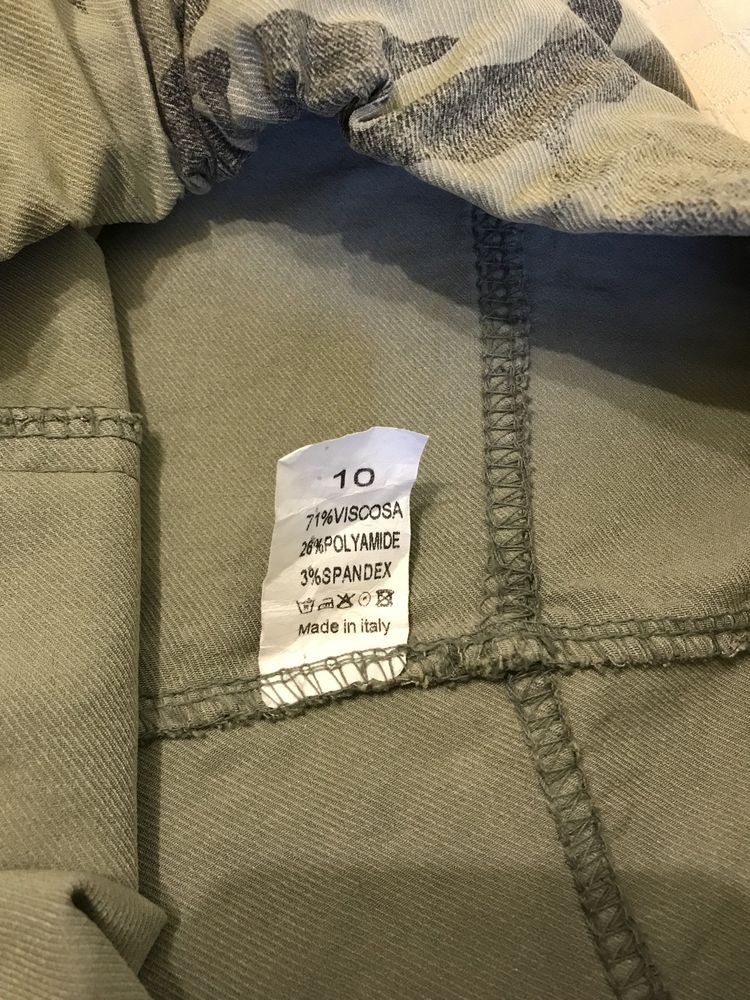 10
71%VISCOSA
26%POLYAMIDE
3%SPANDEX
Made in italy